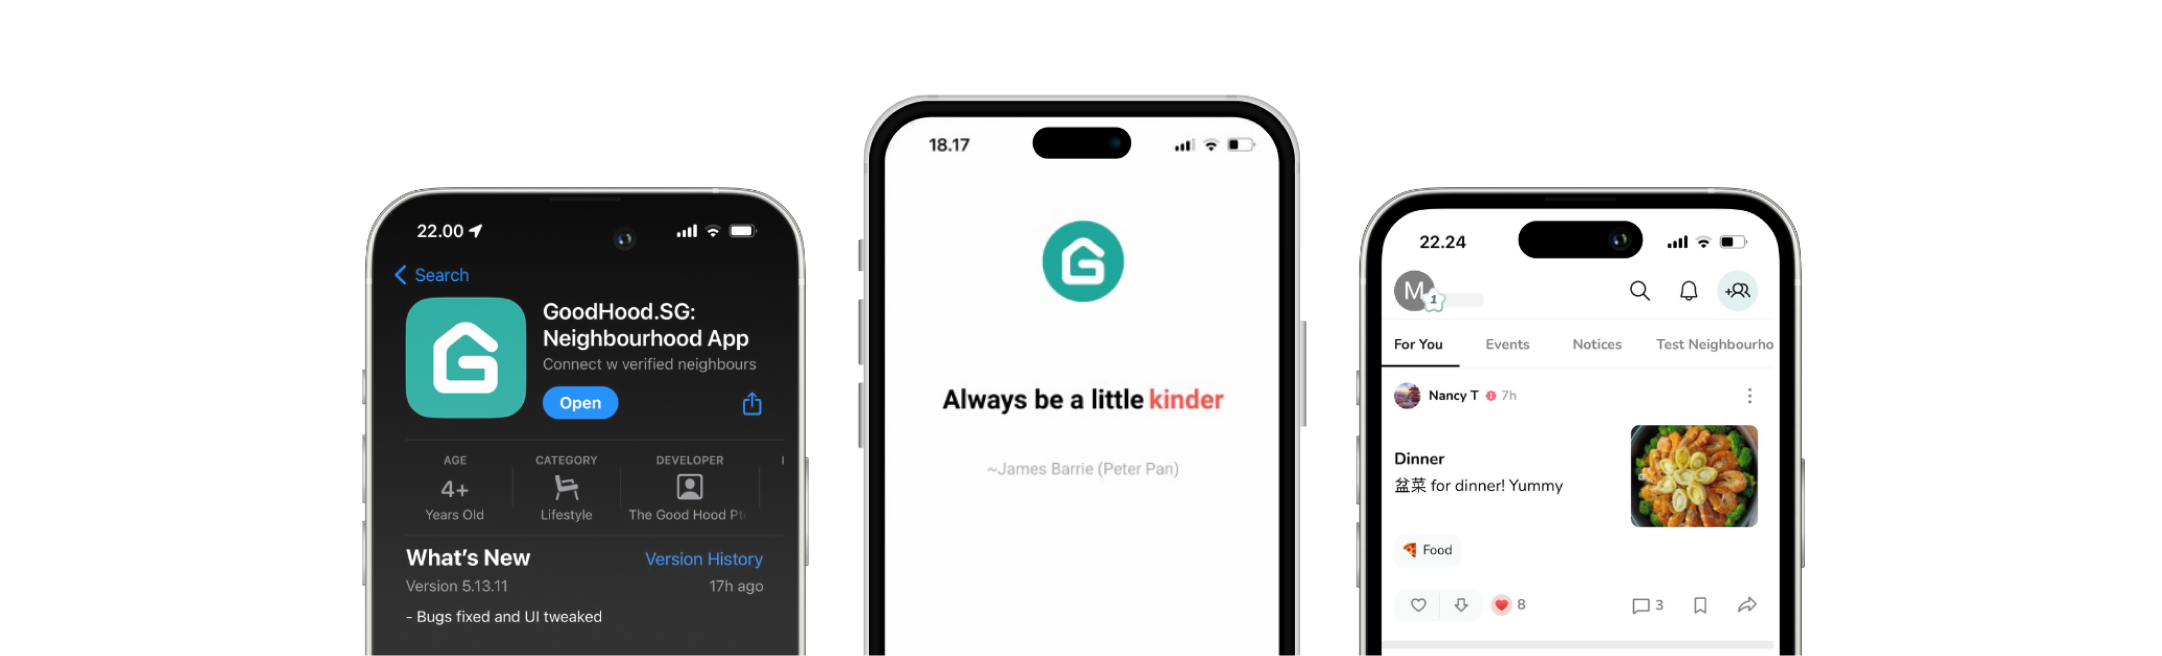 22.00
Search
GoodHood.SG:
Neighbourhood App
Connect w verified neighbours
Open
AGE
4+
Years Old
CATEGORY
Lifestyle
DEVELOPER
The Good Hood
What's New
Version History
Version 5.13.11
17h ago
- Bugs fixed and UI tweaked
18.17
Always be a little kinder
~James Barrie (Peter Pan)
22.24
M
1
For You
Events
Notices
Test Neighbourho
Nancy T
7h
Dinner
盆菜 for dinner! Yummy
Food
8
3